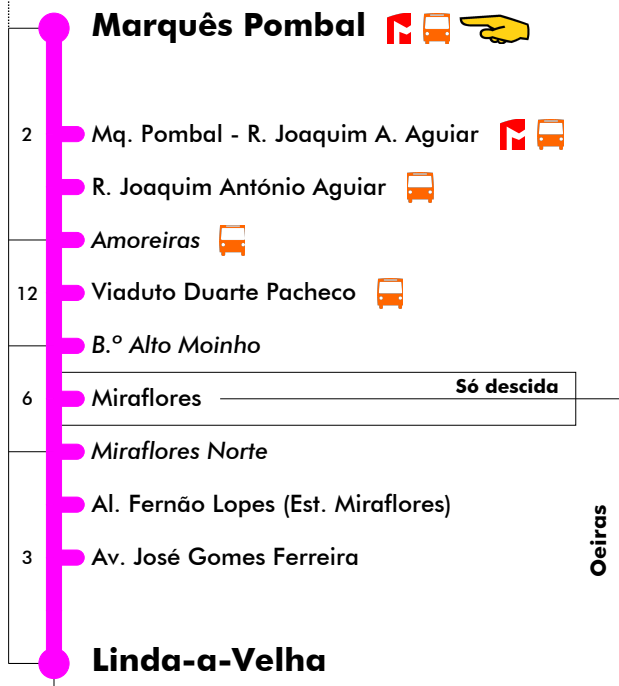 Marquês Pombal
2
Mq. Pombal - R. Joaquim A. Aguiar
R. Joaquim António Aguiar
Amoreiras
12
Viaduto Duarte Pacheco
B.º Alto Moinho
Só descida
6
Miraflores
Miraflores Norte
Al. Fernão Lopes (Est. Miraflores)
Oeiras
3
Av. José Gomes Ferreira
Linda-a-Velha